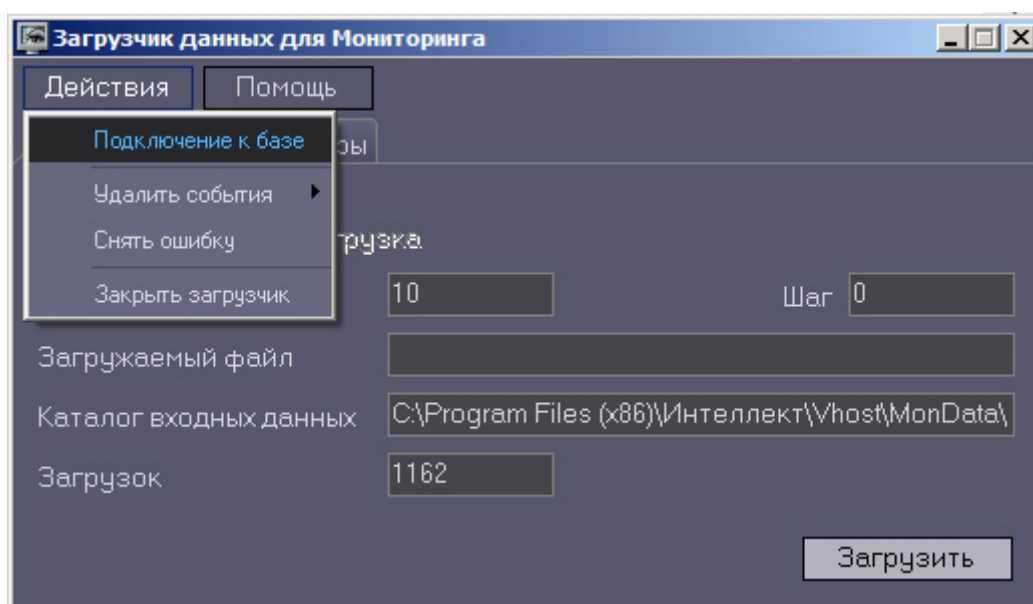 Загрузчик данных для Мониторинга
Действия Помощь
Подключение к базе
ры
Удалить события
Снять ошибку
грузка
Закрыть загрузчик
10 Шаг 0
Загружаемый файл
Каталог входных данных C:\Program Files (x86)\Интеллект\Vhost\MonData\
Загрузок 1162
Загрузить